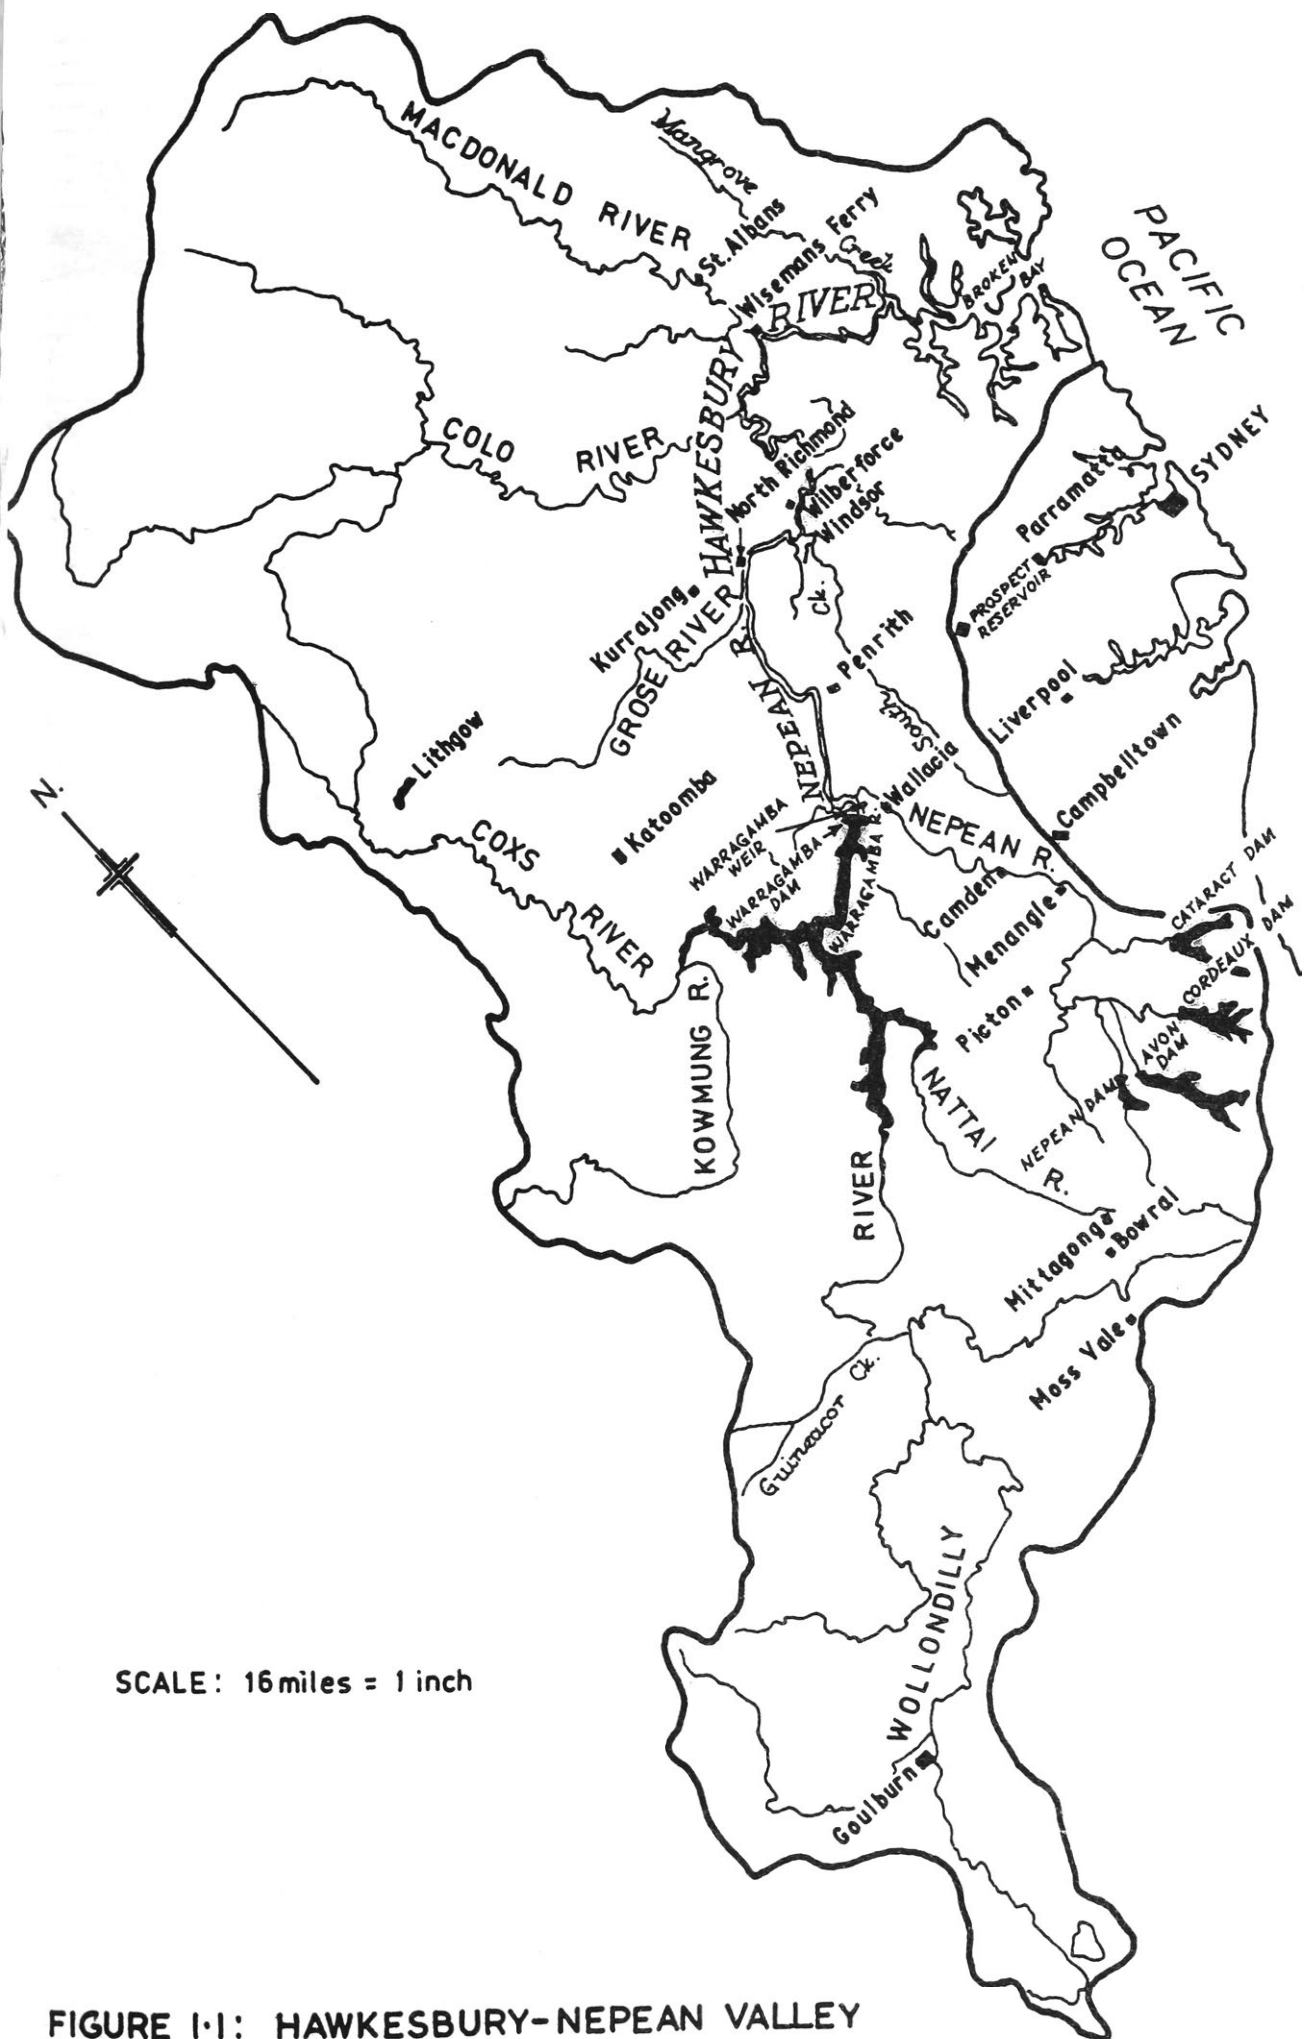 MACDONALD RIVER
Mangrove
Creek
St. Albans
Wisemans Ferry
PACIFIC
OCEAN
BROKEN
BAY
HAWKESBURY RIVER
COLO RIVER
North Richmond
Wilberforce
Windsor
SYDNEY
Parramatta
PROSPECT
RESERVOIR
Kurrajong
GROSE RIVER
NEPEAN R.
South
Ck.
Penrith
Liverpool
Lithgow
N.
Katoomba
Wallacia
Campbelltown
COXS
RIVER
WARRAGAMBA
WEIR
WARRAGAMBA
DAM
WARRAGAMBA R.
NEPEAN R.
Camden
Menangle
CATARACT DAM
CORDEAUX DAM
Picton
AVON
DAM
NEPEAN DAM
KOWMUNG R.
NATTAI
R.
Mittagong
Bowral
Moss Vale
Guineacor Ck.
WOLLONDILLY
RIVER
Goulburn
SCALE: 16 miles = 1 inch
FIGURE 1·1: HAWKESBURY-NEPEAN VALLEY